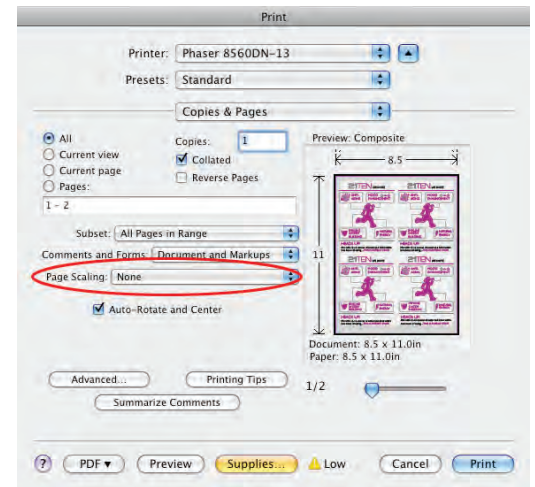 Print
Printer: Phaser 8560DN-13
Presets: Standard
Copies & Pages
All
Current view
Current page
Pages:
1 - 2
Copies: 1
Collated
Reverse Pages
Subset: All Pages in Range
Comments and Forms: Document and Markups
Page Scaling: None
Auto-Rotate and Center
Advanced...
Printing Tips
Summarize Comments
Preview: Composite
8.5
11
Document: 8.5 x 11.0in
Paper: 8.5 x 11.0in
1/2
? PDF▼ Preview Supplies... Low Cancel Print